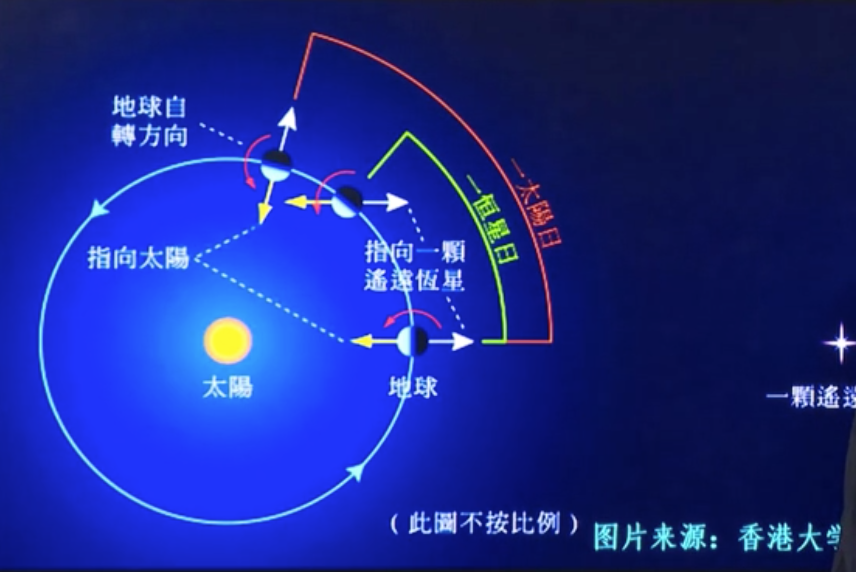 地球自
轉方向
一太陽日
一恒星日
指向太陽
指向一顆
遙遠恆星
太陽
地球
一顆遙遠
(此圖不按比例)
图片来源：香港大学